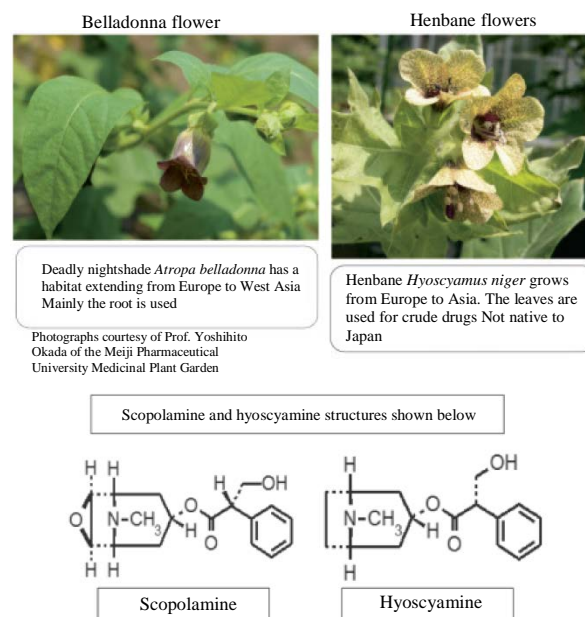 Belladonna flower
Henbane flowers
Deadly nightshade Atropa belladonna has a
habitat extending from Europe to West Asia
Mainly the root is used
Henbane Hyoscyamus niger grows
from Europe to Asia. The leaves are
used for crude drugs Not native to
Japan
Photographs courtesy of Prof. Yoshihito
Okada of the Meiji Pharmaceutical
University Medicinal Plant Garden
Scopolamine and hyoscyamine structures shown below
H H
H OH
O
O N–CH3 H
O
H H
H
OH
O
N–CH3 H
O
H
Scopolamine
Hyoscyamine